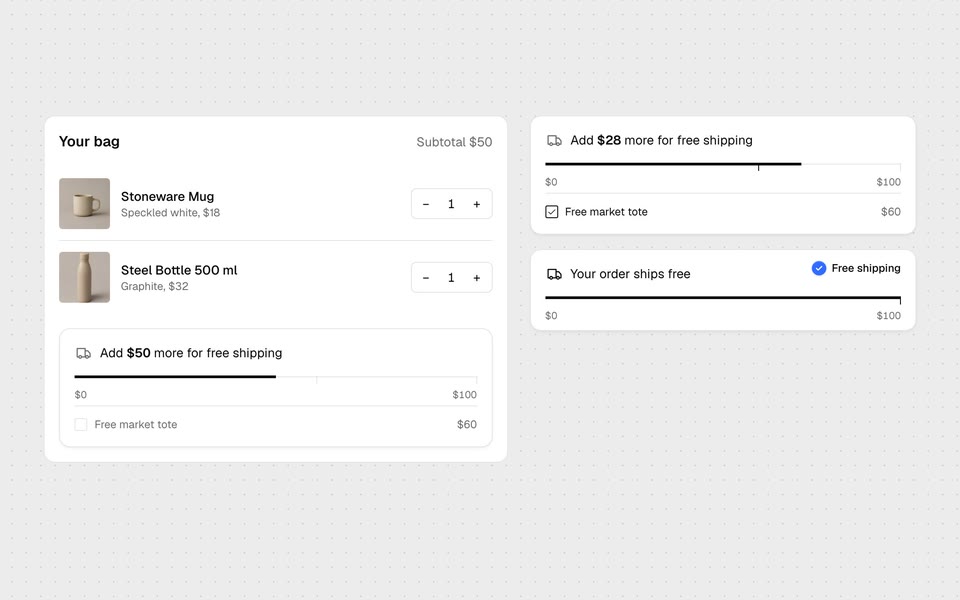 Your bag
Subtotal $50
Stoneware Mug
Speckled white, $18
− 1 +
Steel Bottle 500 ml
Graphite, $32
− 1 +
Add $50 more for free shipping
$0
$100
Free market tote
$60
Add $28 more for free shipping
$0
$100
Free market tote
$60
Your order ships free
Free shipping
$0
$100